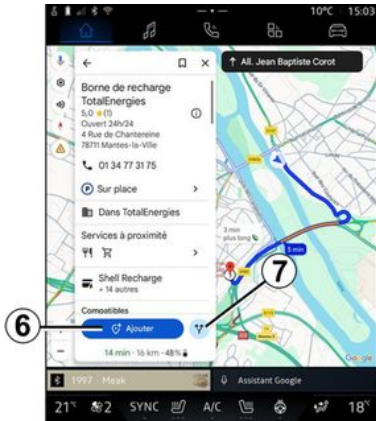 10°C 15:03
All. Jean Baptiste Corot
Borne de recharge
TotalEnergies
5,0 (1)
Ouvert 24h/24
4 Rue de Chantereine
78711 Mantes-la-Ville
01 34 77 31 75
P Sur place
Dans TotalEnergies
Services à proximité
Shell Recharge
+ 14 autres
Compatibles
Ajouter
14 min · 16 km · 48 %
3 min
plus long
5 min
6
7
Google
1997 · Meak
Assistant Google
21°C 2 SYNC A/C 18°C